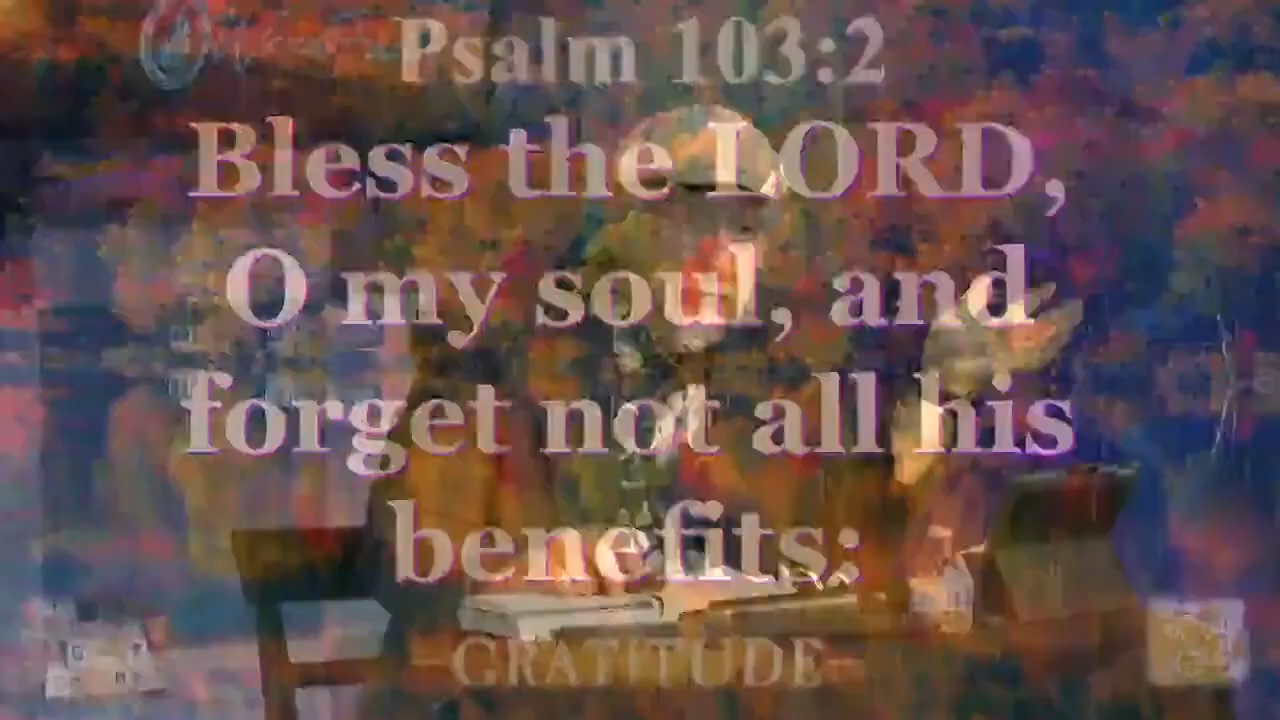 Psalm 103:2
Bless the LORD,
O my soul, and
forget not all his
benefits:
GRATITUDE